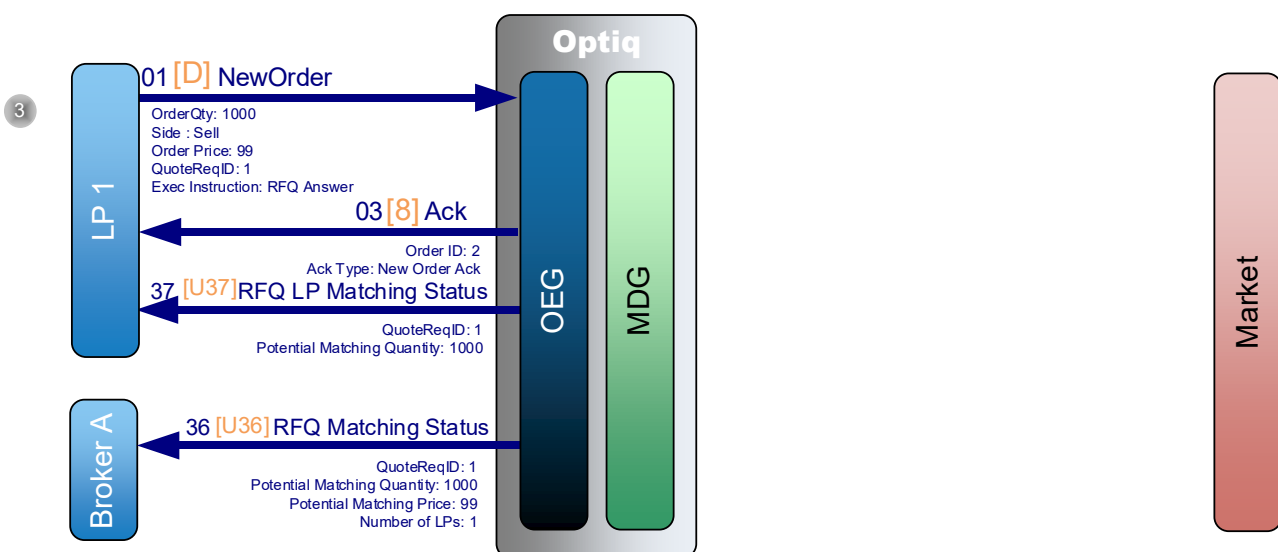 Optiq
01 [D] NewOrder
3
OrderQty: 1000
Side : Sell
Order Price: 99
QuoteReqID: 1
Exec Instruction: RFQ Answer
LP 1
03 [8] Ack
Order ID: 2
Ack Type: New Order Ack
37 [U37]RFQ LP Matching Status
QuoteReqID: 1
Potential Matching Quantity: 1000
OEG
MDG
Market
Broker A
36 [U36] RFQ Matching Status
QuoteReqID: 1
Potential Matching Quantity: 1000
Potential Matching Price: 99
Number of LPs: 1